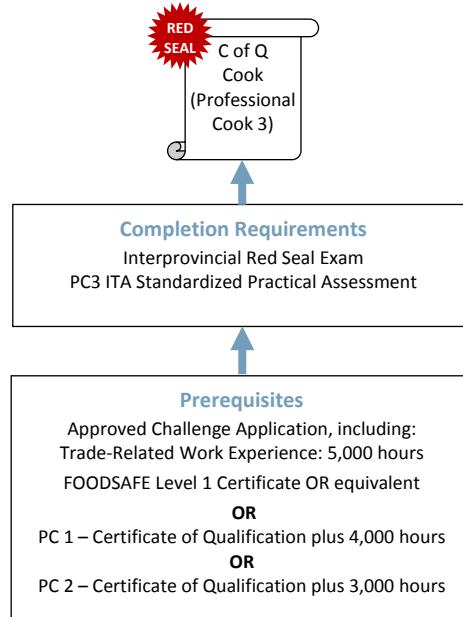 RED
SEAL
C of Q
Cook
(Professional
Cook 3)
Completion Requirements
Interprovincial Red Seal Exam
PC3 ITA Standardized Practical Assessment
Prerequisites
Approved Challenge Application, including:
Trade-Related Work Experience: 5,000 hours
FOODSAFE Level 1 Certificate OR equivalent
OR
PC 1 – Certificate of Qualification plus 4,000 hours
OR
PC 2 – Certificate of Qualification plus 3,000 hours